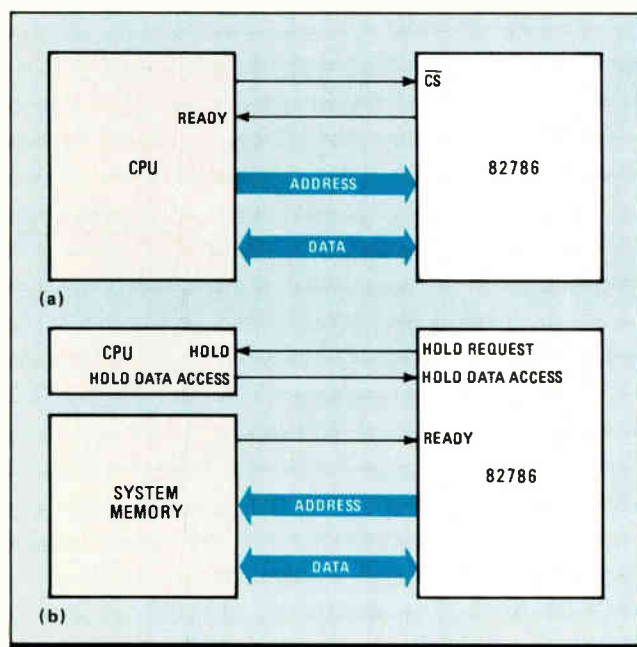 CS
READY
CPU
82786
ADDRESS
DATA
(a)
CPU
HOLD
HOLD REQUEST
HOLD DATA ACCESS
HOLD DATA ACCESS
READY
82786
SYSTEM
MEMORY
ADDRESS
DATA
(b)